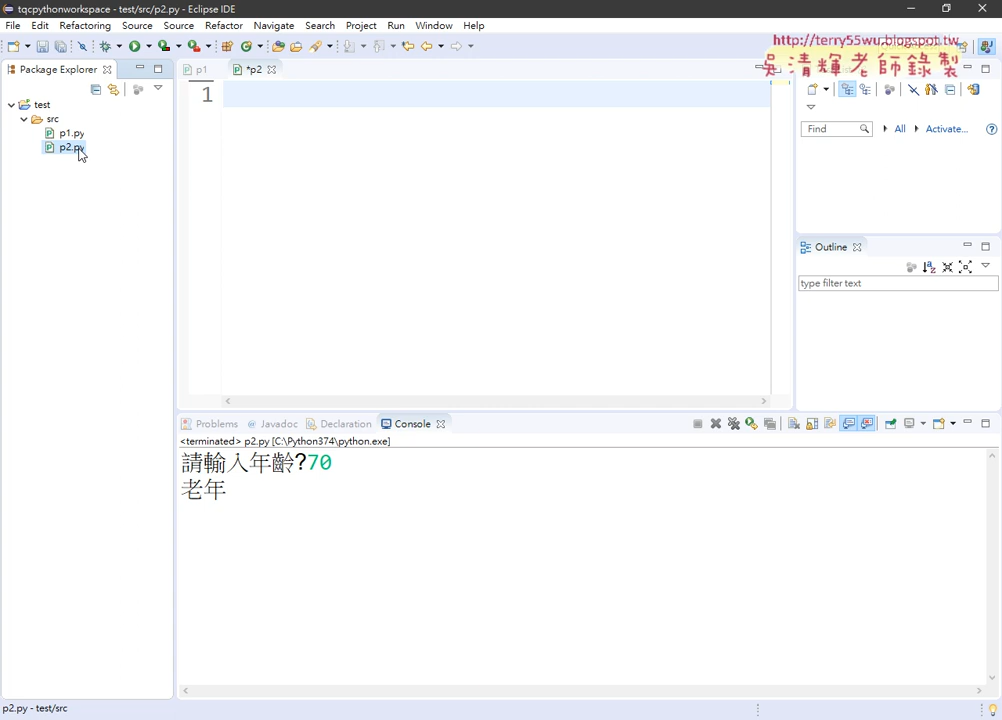 tqcpythonworkspace - test/src/p2.py - Eclipse IDE
File Edit Refactoring Source Source Refactor Navigate Search Project Run Window Help
http://terry55wu.blogspot.tw
吳清輝老師錄製
Package Explorer
p1
*p2
test
src
p1.py
p2.py
1
Find
All
Activate...
Outline
type filter text
Problems
Javadoc
Declaration
Console
<terminated> p2.py [C:\Python374\python.exe]
請輸入年齡?70
老年
p2.py - test/src